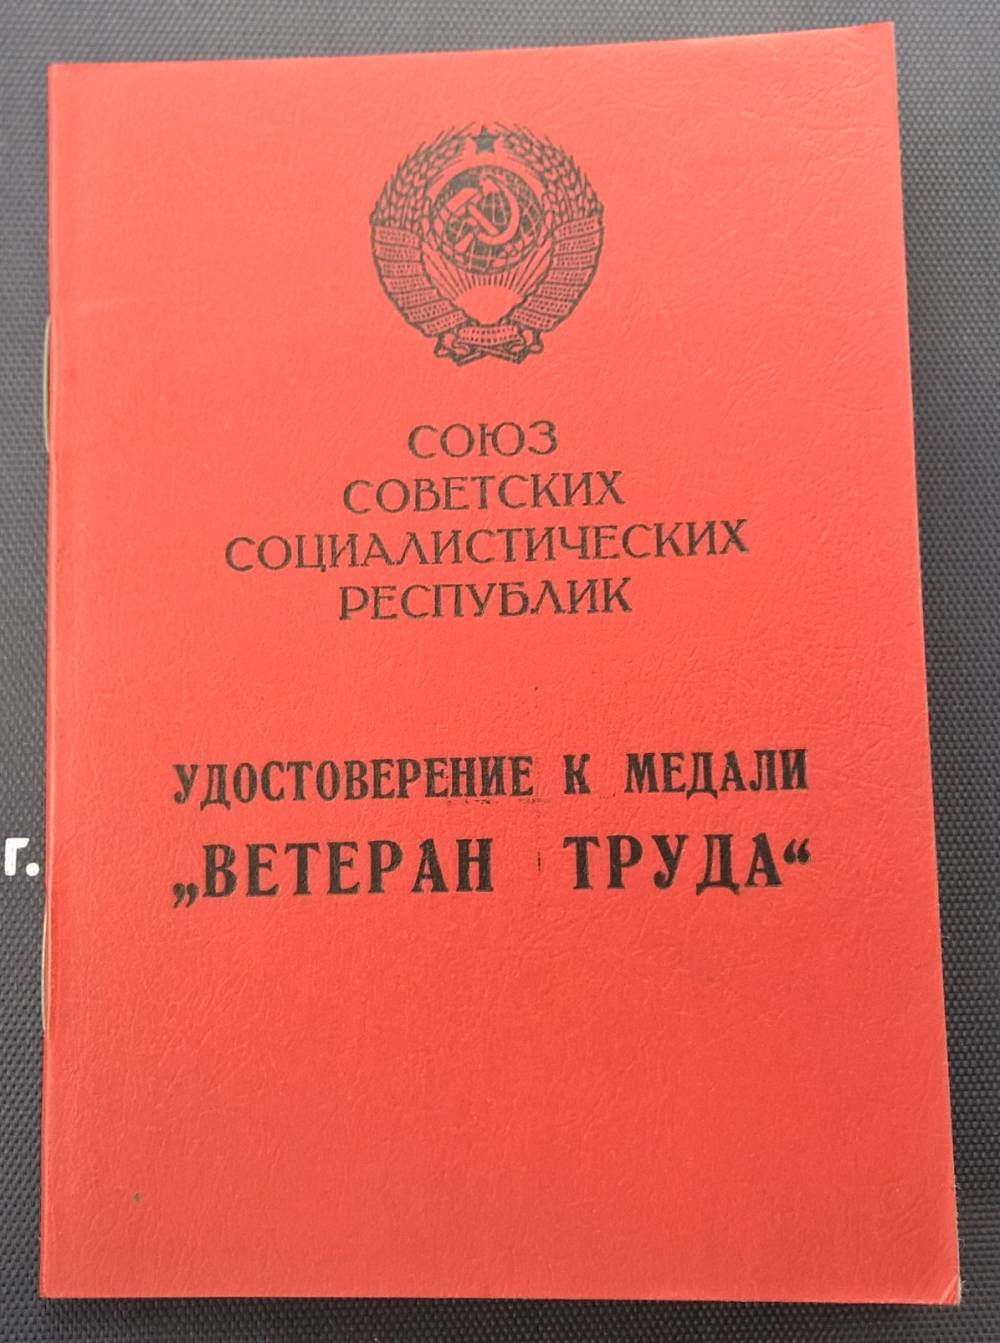 СОЮЗ
СОВЕТСКИХ
СОЦИАЛИСТИЧЕСКИХ
РЕСПУБЛИК
УДОСТОВЕРЕНИЕ К МЕДАЛИ
„ВЕТЕРАН ТРУДА“
г.